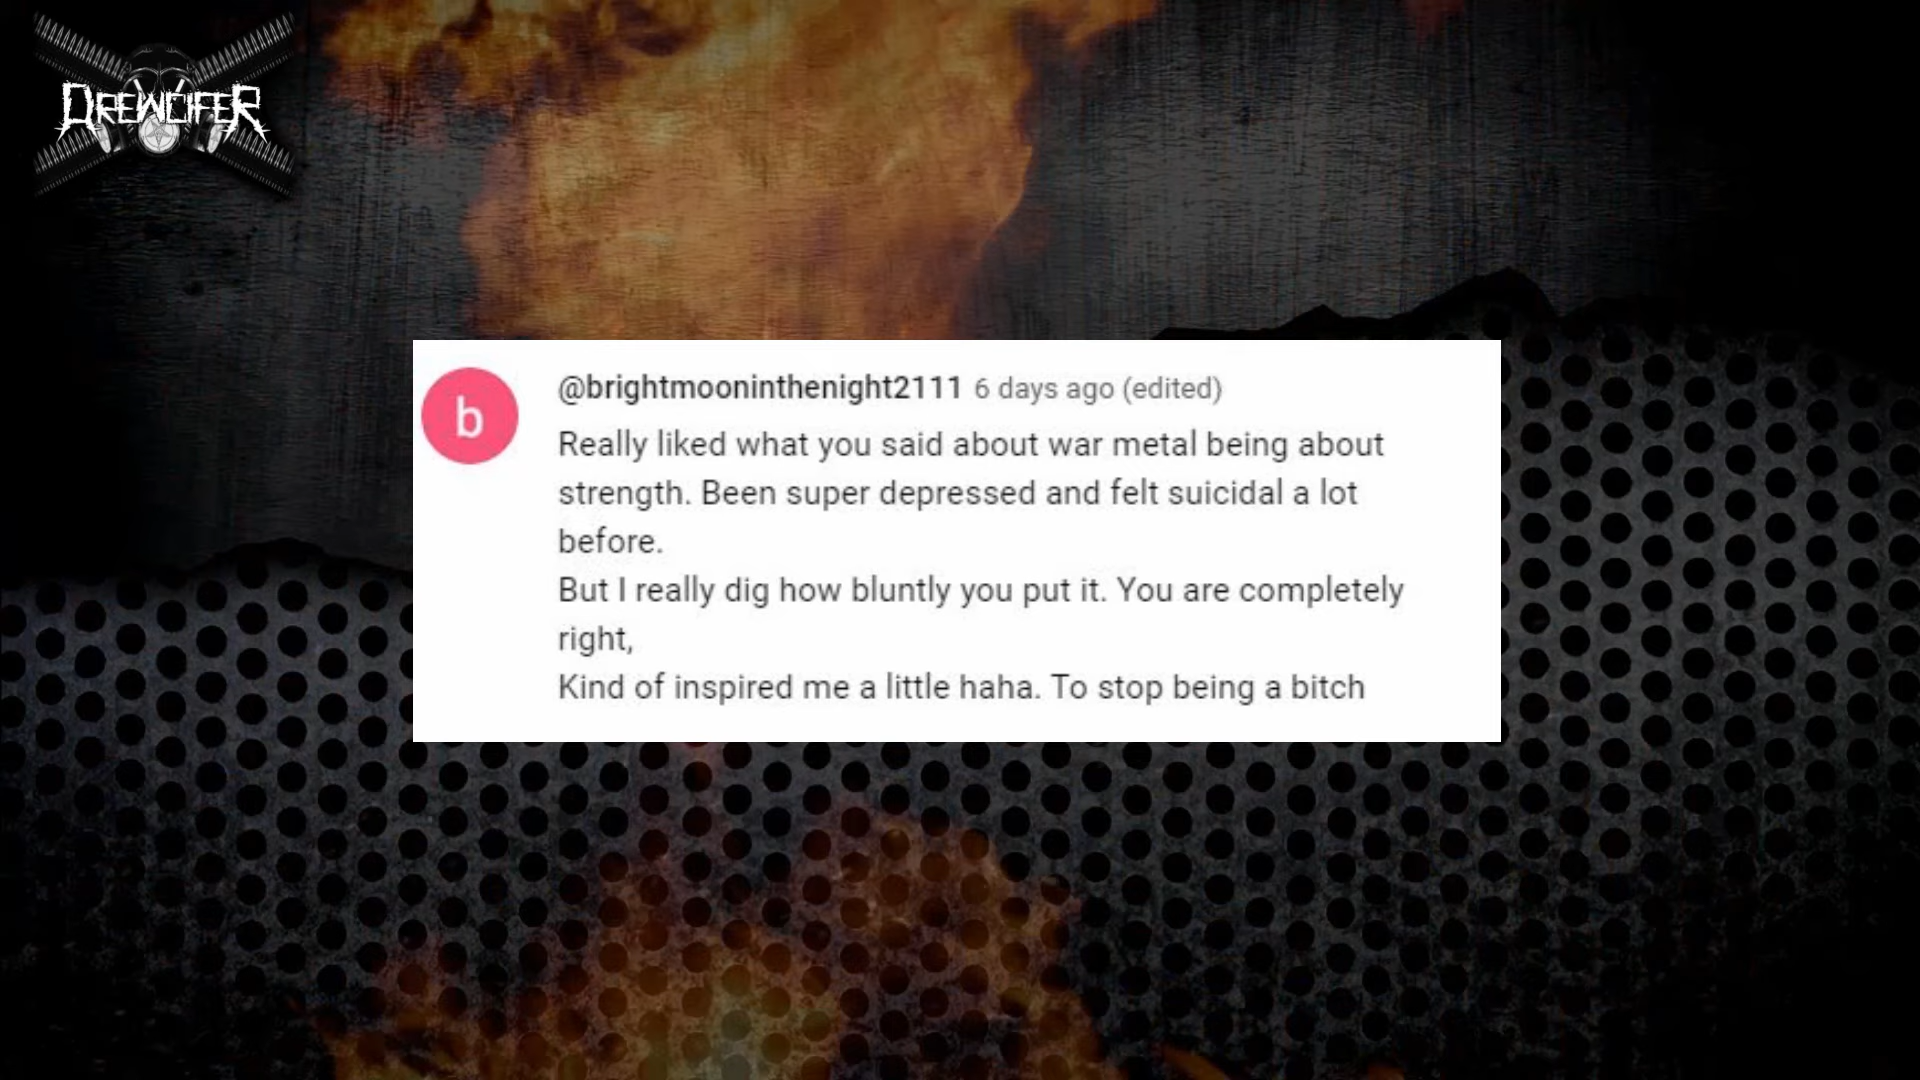 DREWCIFER
b
@brightmooninthenight2111 6 days ago (edited)
Really liked what you said about war metal being about
strength. Been super depressed and felt suicidal a lot
before.
But I really dig how bluntly you put it. You are completely
right,
Kind of inspired me a little haha. To stop being a bitch